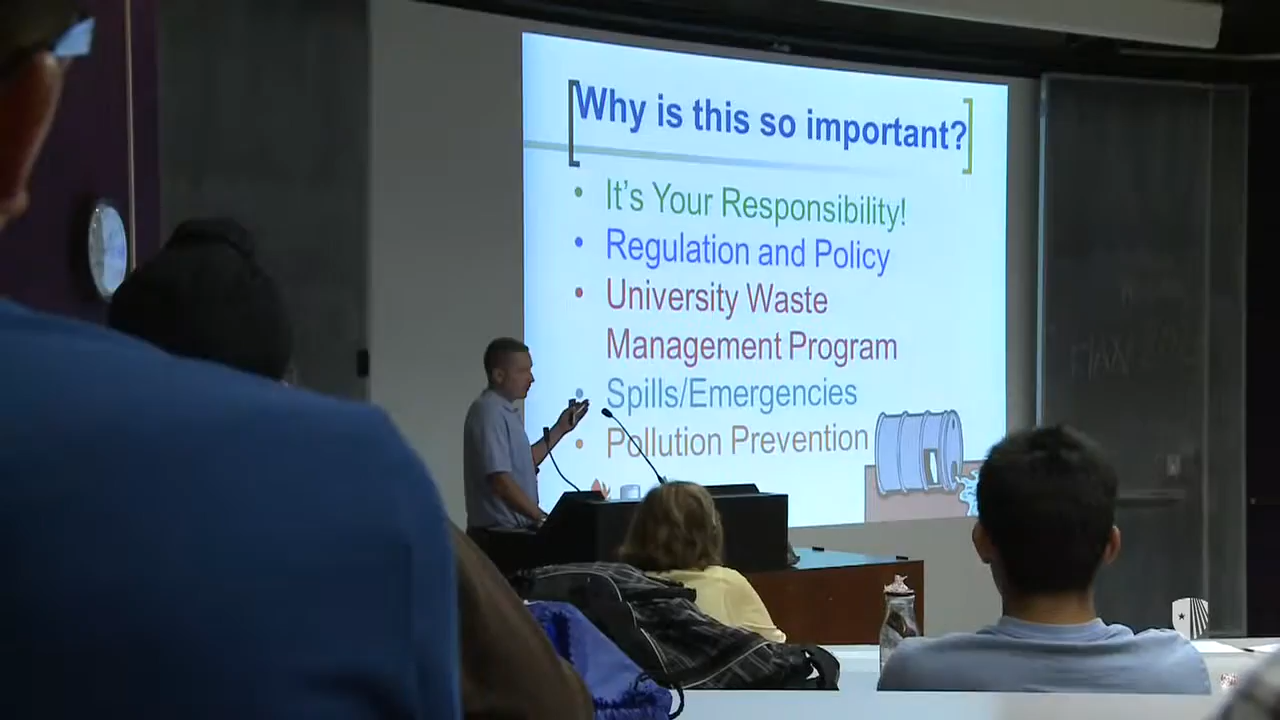 Why is this so important?
• It's Your Responsibility!
• Regulation and Policy
• University Waste
Management Program
• Spills/Emergencies
• Pollution Prevention